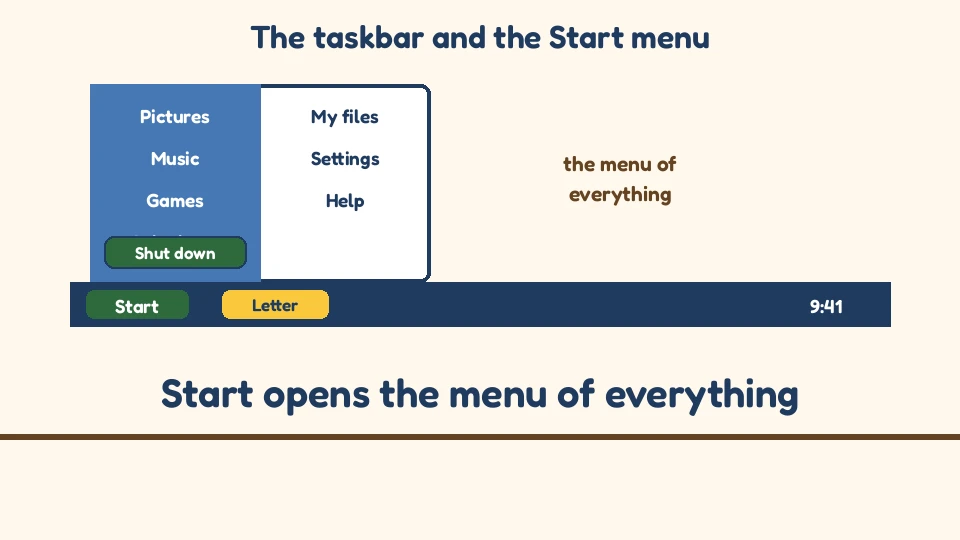 The taskbar and the Start menu
Pictures
Music
Games
Shut down
My files
Settings
Help
the menu of
everything
Start
Letter
9:41
Start opens the menu of everything